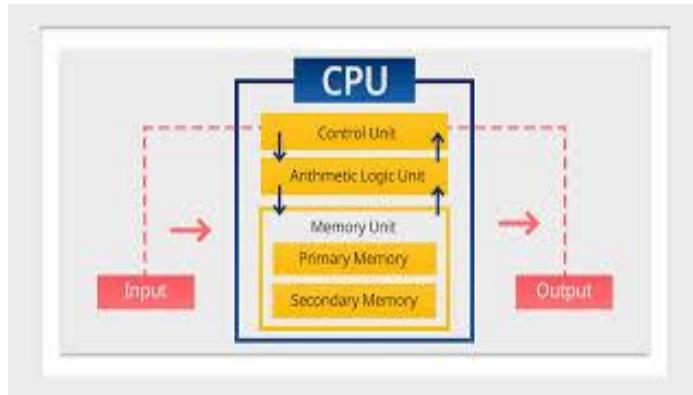 CPU
Control Unit
Arithmetic Logic Unit
Memory Unit
Primary Memory
Secondary Memory
Input
Output